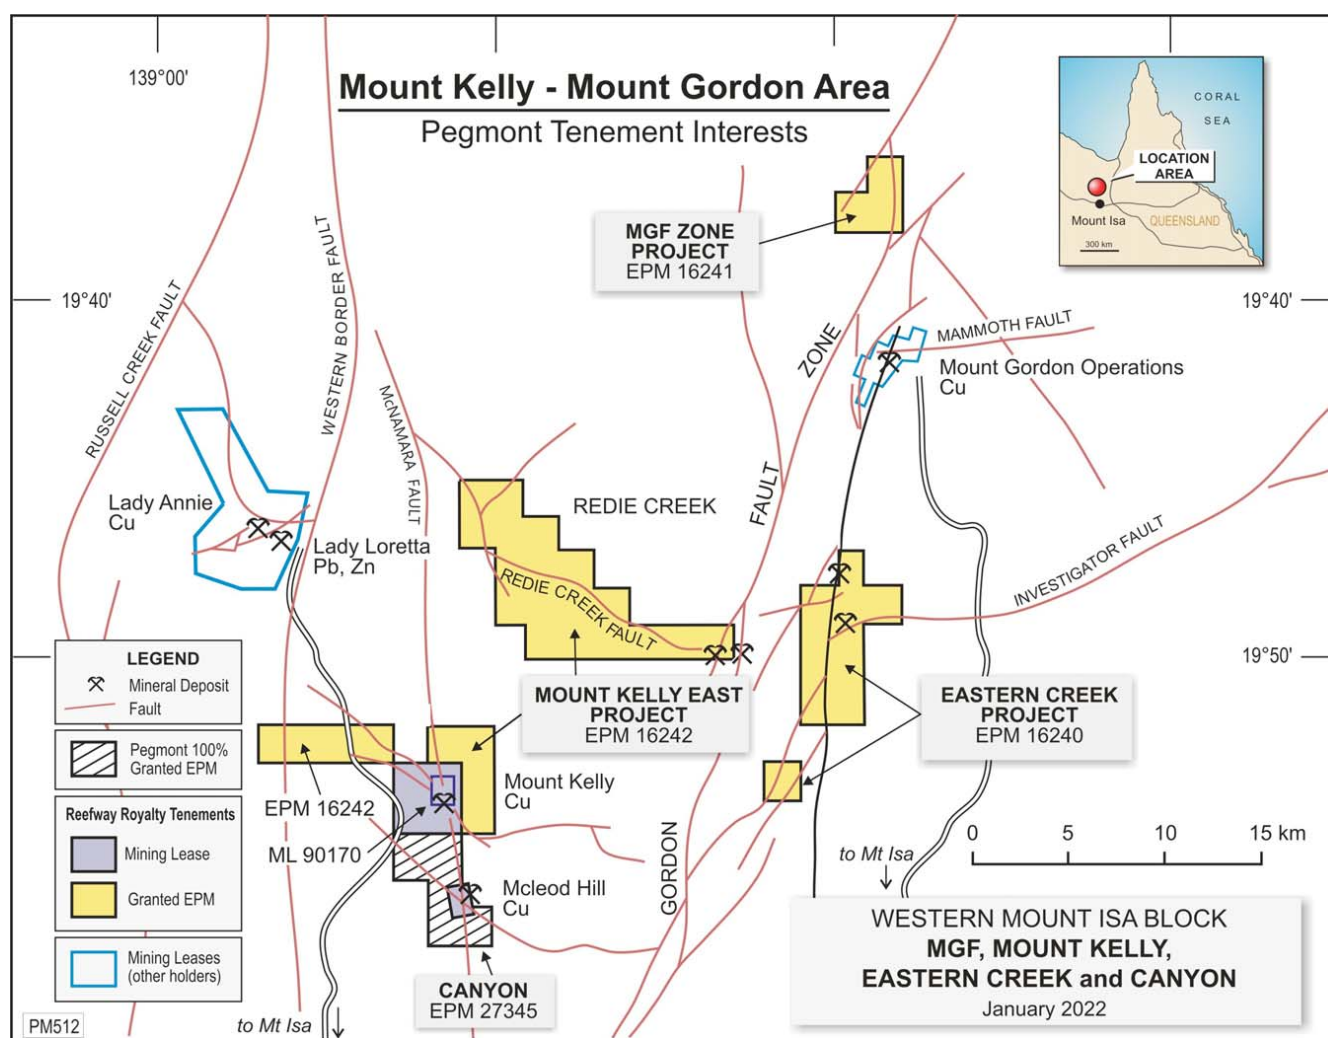 139°00'
Mount Kelly - Mount Gordon Area
Pegmont Tenement Interests
CORAL
SEA
LOCATION
AREA
Mount Isa
QUEENSLAND
300 km
MGF ZONE
PROJECT
EPM 16241
19°40'
19°40'
RUSSELL CREEK FAULT
WESTERN BORDER FAULT
McNAMARA FAULT
ZONE
MAMMOTH FAULT
Mount Gordon Operations
Cu
Lady Annie
Cu
Lady Loretta
Pb, Zn
REDIE CREEK
FAULT
REDIE CREEK FAULT
INVESTIGATOR FAULT
19°50'
LEGEND
Mineral Deposit
Fault
Pegmont 100%
Granted EPM
Reefway Royalty Tenements
Mining Lease
Granted EPM
Mining Leases
(other holders)
MOUNT KELLY EAST
PROJECT
EPM 16242
EASTERN CREEK
PROJECT
EPM 16240
EPM 16242
ML 90170
Mount Kelly
Cu
Mcleod Hill
Cu
GORDON
0 5 10 15 km
to Mt Isa
CANYON
EPM 27345
WESTERN MOUNT ISA BLOCK
MGF, MOUNT KELLY,
EASTERN CREEK and CANYON
January 2022
PM512
to Mt Isa